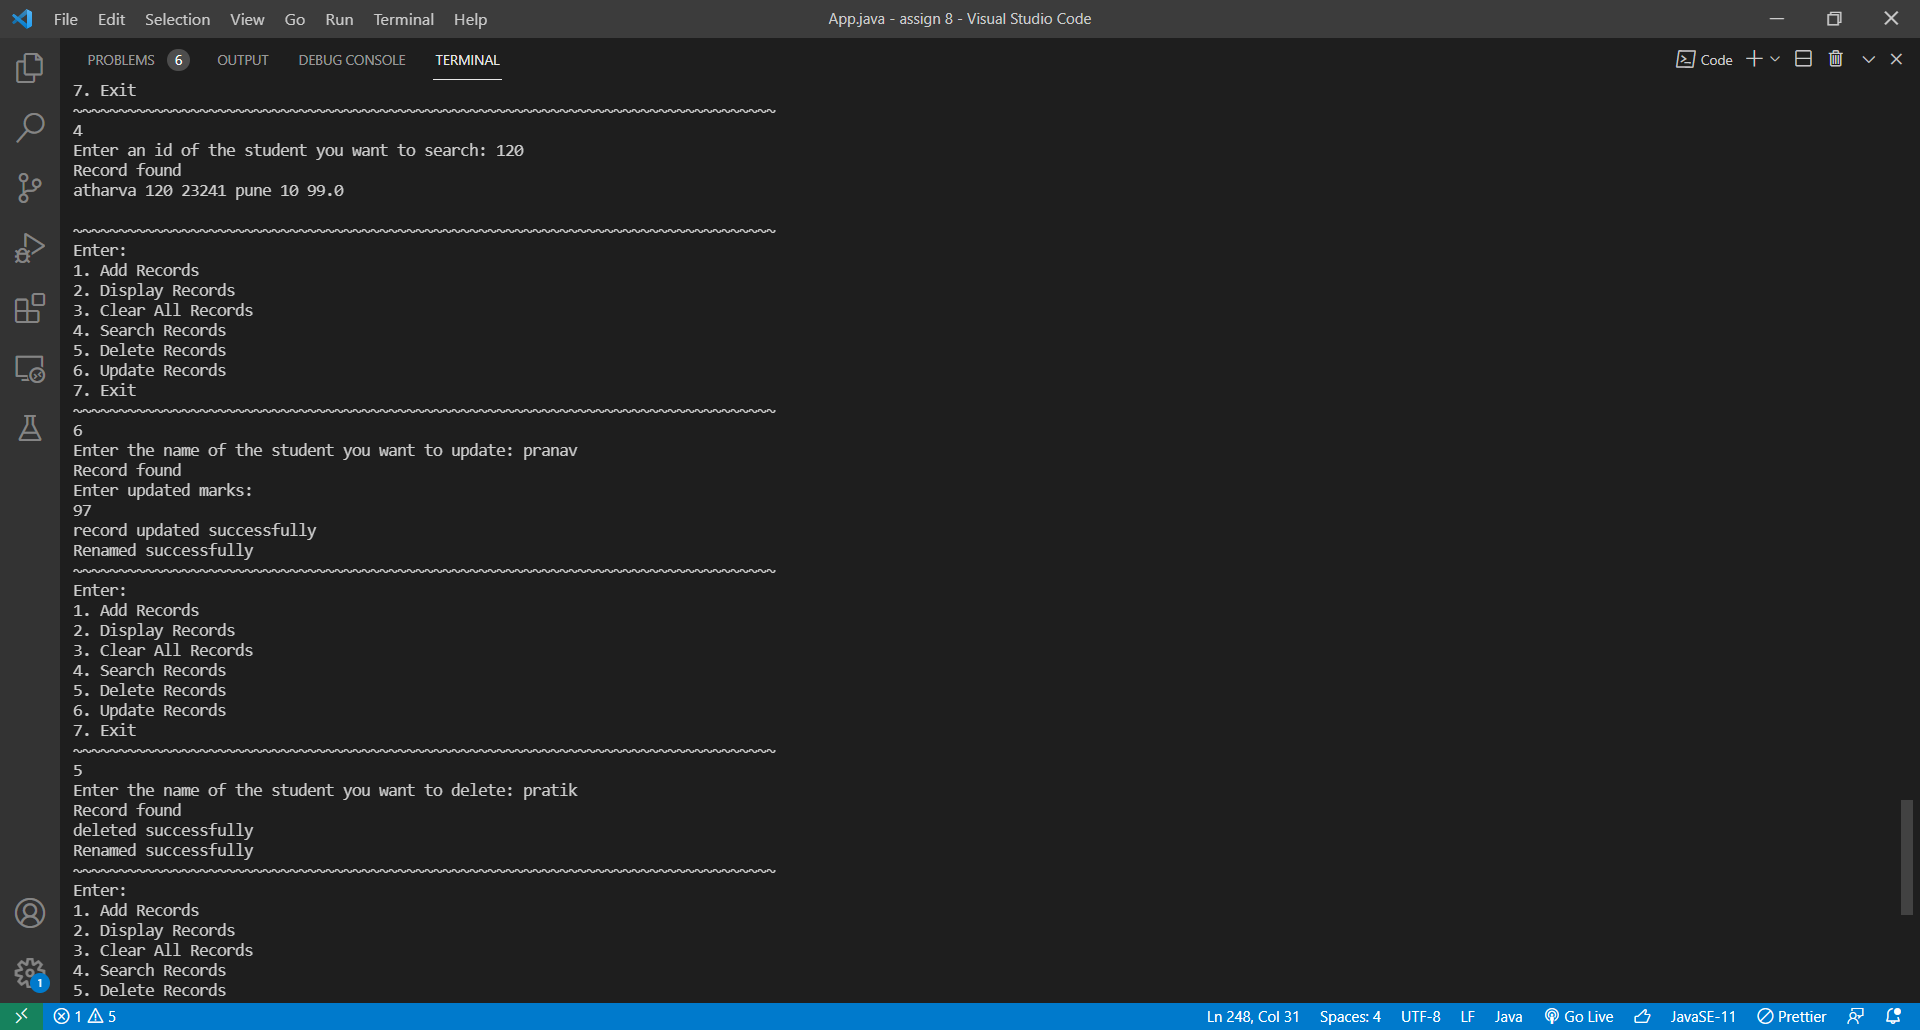 File Edit Selection View Go Run Terminal Help App.java - assign 8 - Visual Studio Code
PROBLEMS 6 OUTPUT DEBUG CONSOLE TERMINAL Code
7. Exit
~~~~~~~~~~~~~~~~~~~~~~~~~~~~~~~~~~~~~~~~~~~~~~~~~~~~~~~~~~~~~~~~~~~~~~~~~~~~~~
4
Enter an id of the student you want to search: 120
Record found
atharva 120 23241 pune 10 99.0
~~~~~~~~~~~~~~~~~~~~~~~~~~~~~~~~~~~~~~~~~~~~~~~~~~~~~~~~~~~~~~~~~~~~~~~~~~~~~~
Enter:
1. Add Records
2. Display Records
3. Clear All Records
4. Search Records
5. Delete Records
6. Update Records
7. Exit
~~~~~~~~~~~~~~~~~~~~~~~~~~~~~~~~~~~~~~~~~~~~~~~~~~~~~~~~~~~~~~~~~~~~~~~~~~~~~~
6
Enter the name of the student you want to update: pranav
Record found
Enter updated marks:
97
record updated successfully
Renamed successfully
~~~~~~~~~~~~~~~~~~~~~~~~~~~~~~~~~~~~~~~~~~~~~~~~~~~~~~~~~~~~~~~~~~~~~~~~~~~~~~
Enter:
1. Add Records
2. Display Records
3. Clear All Records
4. Search Records
5. Delete Records
6. Update Records
7. Exit
~~~~~~~~~~~~~~~~~~~~~~~~~~~~~~~~~~~~~~~~~~~~~~~~~~~~~~~~~~~~~~~~~~~~~~~~~~~~~~
5
Enter the name of the student you want to delete: pratik
Record found
deleted successfully
Renamed successfully
~~~~~~~~~~~~~~~~~~~~~~~~~~~~~~~~~~~~~~~~~~~~~~~~~~~~~~~~~~~~~~~~~~~~~~~~~~~~~~
Enter:
1. Add Records
2. Display Records
3. Clear All Records
4. Search Records
5. Delete Records
1
1 5 Ln 248, Col 31 Spaces: 4 UTF-8 LF Java Go Live JavaSE-11 Prettier